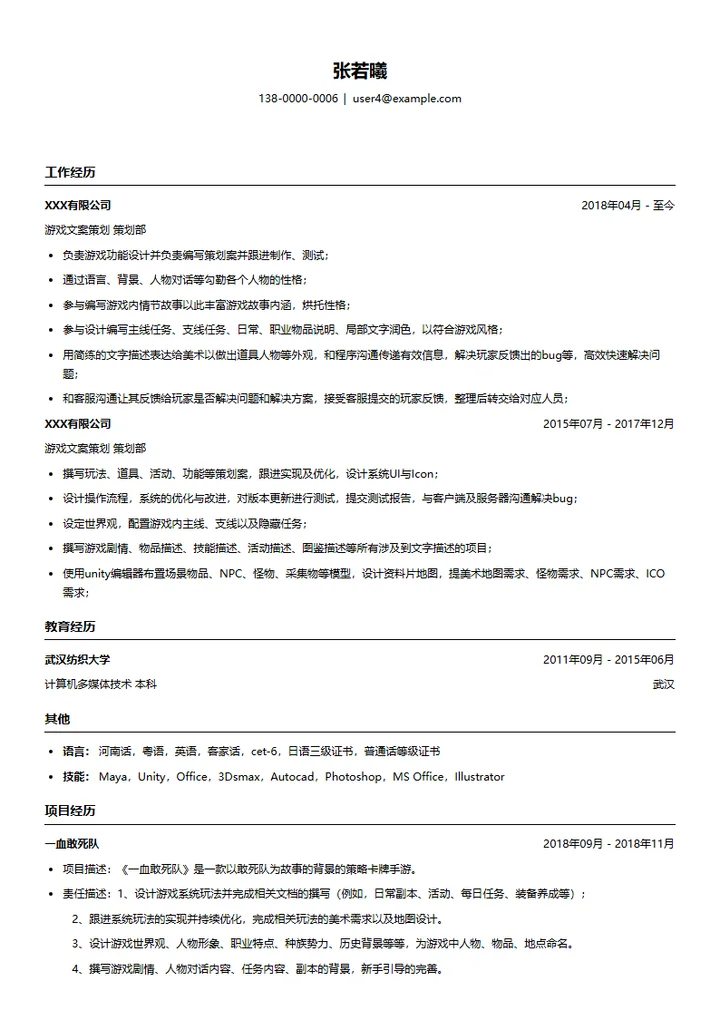 张若曦
138-0000-0006 | user4@example.com
工作经历
XXX有限公司 2018年04月 - 至今
游戏文案策划 策划部
• 负责游戏功能设计并负责编写策划案并跟进制作、测试；
• 通过语言、背景、人物对话等勾勒各个人物的性格；
• 参与编写游戏内情节故事以此丰富游戏故事内涵，烘托性格；
• 参与设计编写主线任务、支线任务、日常、职业物品说明、局部文字润色，以符合游戏风格；
• 用简练的文字描述表达给美术以做出道具人物等外观，和程序沟通传递有效信息，解决玩家反馈出的bug等，高效快速解决问
题；
• 和客服沟通让其反馈给玩家是否解决问题和解决方案，接受客服提交的玩家反馈，整理后转交给对应人员；
XXX有限公司 2015年07月 - 2017年12月
游戏文案策划 策划部
• 撰写玩法、道具、活动、功能等策划案，跟进实现及优化，设计系统UI与Icon；
• 设计操作流程，系统的优化与改进，对版本更新进行测试，提交测试报告，与客户端及服务器沟通解决bug；
• 设定世界观，配置游戏内主线、支线以及隐藏任务；
• 撰写游戏剧情、物品描述、技能描述、活动描述、图鉴描述等所有涉及到文字描述的项目；
• 使用unity编辑器布置场景物品、NPC、怪物、采集物等模型，设计资料片地图，提美术地图需求、怪物需求、NPC需求、ICO
需求；
教育经历
武汉纺织大学 2011年09月 - 2015年06月
计算机多媒体技术 本科 武汉
其他
• 语言： 河南话，粤语，英语，客家话，cet-6，日语三级证书，普通话等级证书
• 技能： Maya，Unity，Office，3Dsmax，Autocad，Photoshop，MS Office，Illustrator
项目经历
一血敢死队 2018年09月 - 2018年11月
• 项目描述：《一血敢死队》是一款以敢死队为故事的背景的策略卡牌手游。
• 责任描述：1、设计游戏系统玩法并完成相关文档的撰写（例如，日常副本、活动、每日任务、装备养成等）；
2、跟进系统玩法的实现并持续优化，完成相关玩法的美术需求以及地图设计。
3、设计游戏世界观、人物形象、职业特点、种族势力、历史背景等等，为游戏中人物、物品、地点命名。
4、撰写游戏剧情、人物对话内容、任务内容、副本的背景，新手引导的完善。